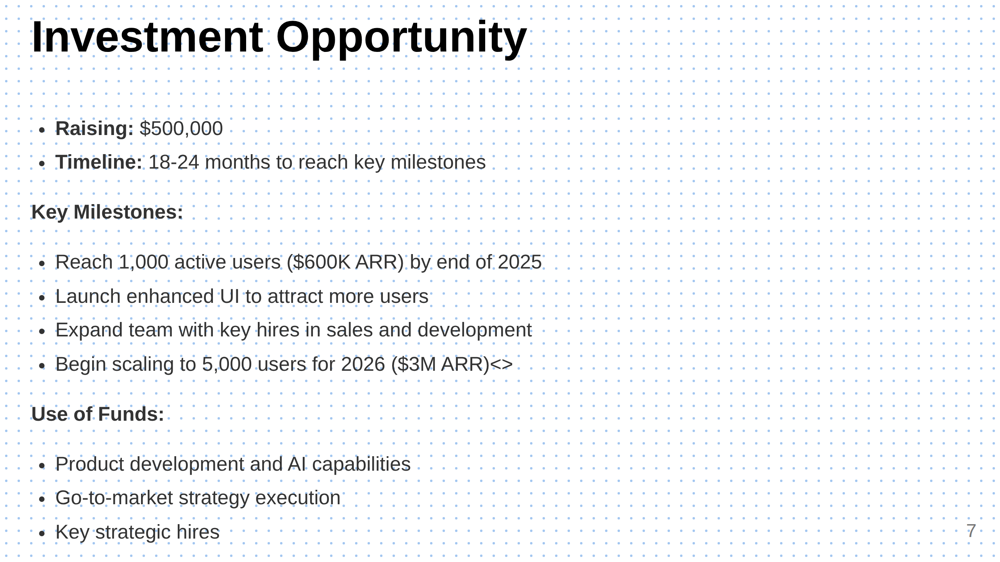 Investment Opportunity
• Raising: $500,000
• Timeline: 18-24 months to reach key milestones
Key Milestones:
• Reach 1,000 active users ($600K ARR) by end of 2025
• Launch enhanced UI to attract more users
• Expand team with key hires in sales and development
• Begin scaling to 5,000 users for 2026 ($3M ARR)<>
Use of Funds:
• Product development and AI capabilities
• Go-to-market strategy execution
• Key strategic hires
7